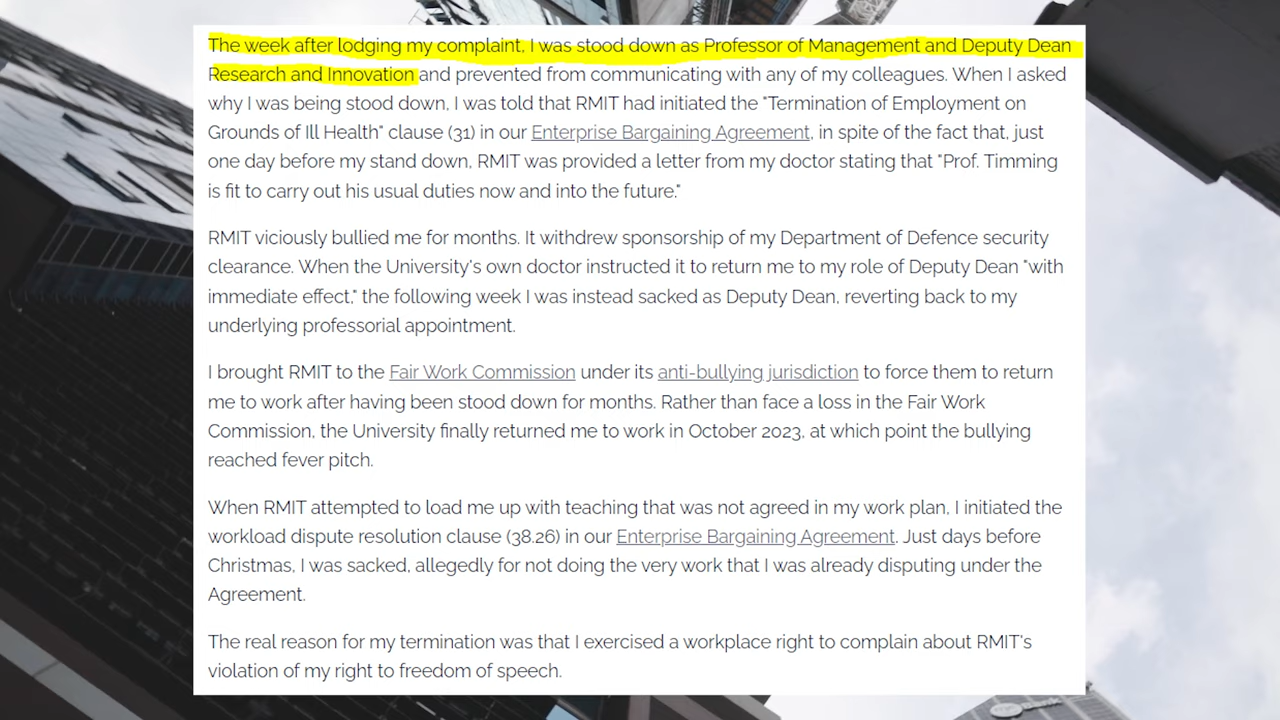 The week after lodging my complaint, I was stood down as Professor of Management and Deputy Dean
Research and Innovation and prevented from communicating with any of my colleagues. When I asked
why I was being stood down, I was told that RMIT had initiated the "Termination of Employment on
Grounds of Ill Health" clause (31) in our Enterprise Bargaining Agreement, in spite of the fact that, just
one day before my stand down, RMIT was provided a letter from my doctor stating that "Prof. Timming
is fit to carry out his usual duties now and into the future."
RMIT viciously bullied me for months. It withdrew sponsorship of my Department of Defence security
clearance. When the University's own doctor instructed it to return me to my role of Deputy Dean "with
immediate effect," the following week I was instead sacked as Deputy Dean, reverting back to my
underlying professorial appointment.
I brought RMIT to the Fair Work Commission under its anti-bullying jurisdiction to force them to return
me to work after having been stood down for months. Rather than face a loss in the Fair Work
Commission, the University finally returned me to work in October 2023, at which point the bullying
reached fever pitch.
When RMIT attempted to load me up with teaching that was not agreed in my work plan, I initiated the
workload dispute resolution clause (38.26) in our Enterprise Bargaining Agreement. Just days before
Christmas, I was sacked, allegedly for not doing the very work that I was already disputing under the
Agreement.
The real reason for my termination was that I exercised a workplace right to complain about RMIT's
violation of my right to freedom of speech.